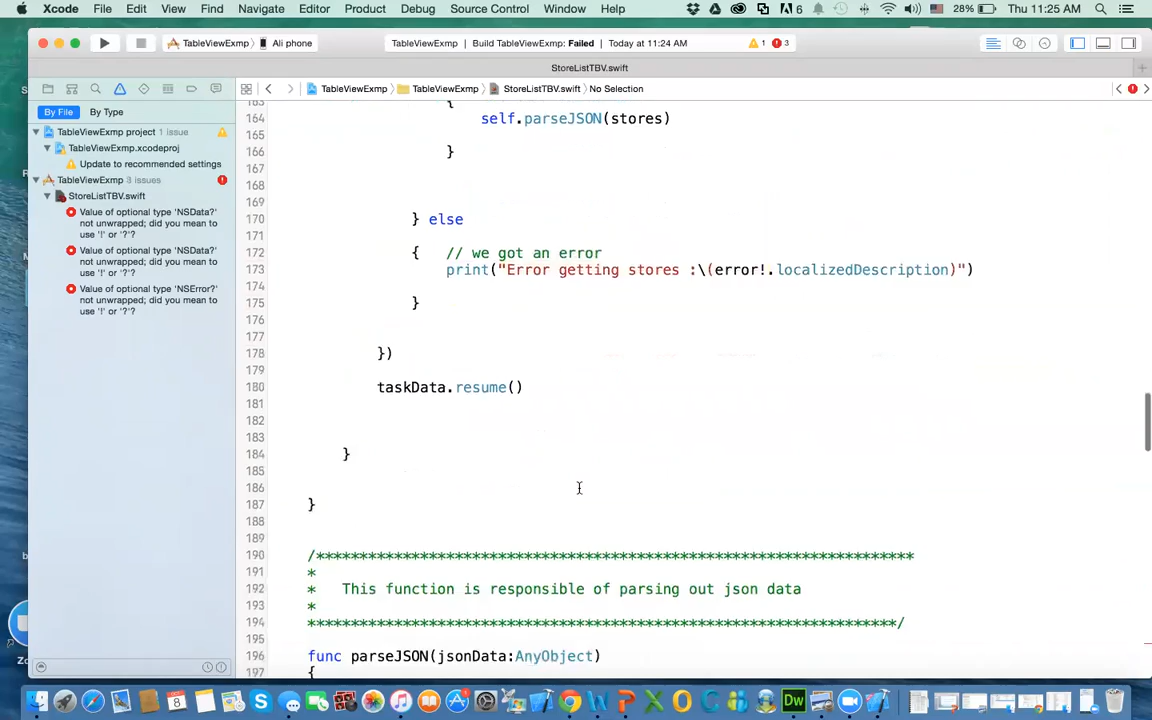 Xcode File Edit View Find Navigate Editor Product Debug Source Control Window Help 6 28% Thu 11:25 AM
TableViewExmp Ali phone TableViewExmp Build TableViewExmp: Failed Today at 11:24 AM 1 3
StoreListTBV.swift
TableViewExmp TableViewExmp StoreListTBV.swift No Selection
By File By Type
TableViewExmp project 1 issue
TableViewExmp.xcodeproj
Update to recommended settings
TableViewExmp 3 issues
StoreListTBV.swift
Value of optional type 'NSData?'
not unwrapped; did you mean to
use '!' or '?'?
Value of optional type 'NSData?'
not unwrapped; did you mean to
use '!' or '?'?
Value of optional type 'NSError?'
not unwrapped; did you mean to
use '!' or '?'?
163 {
164 self.parseJSON(stores)
165
166 }
167
168
169
170 } else
171
172 { // we got an error
173 print("Error getting stores :\(error!.localizedDescription)")
174
175 }
176
177
178 })
179
180 taskData.resume()
181
182
183
184 }
185
186
187 }
188
189
190 /*********************************************************************
191 *
192 * This function is responsible of parsing out json data
193 *
194 *********************************************************************/
195
196 func parseJSON(jsonData:AnyObject)
197 {
8
Dw